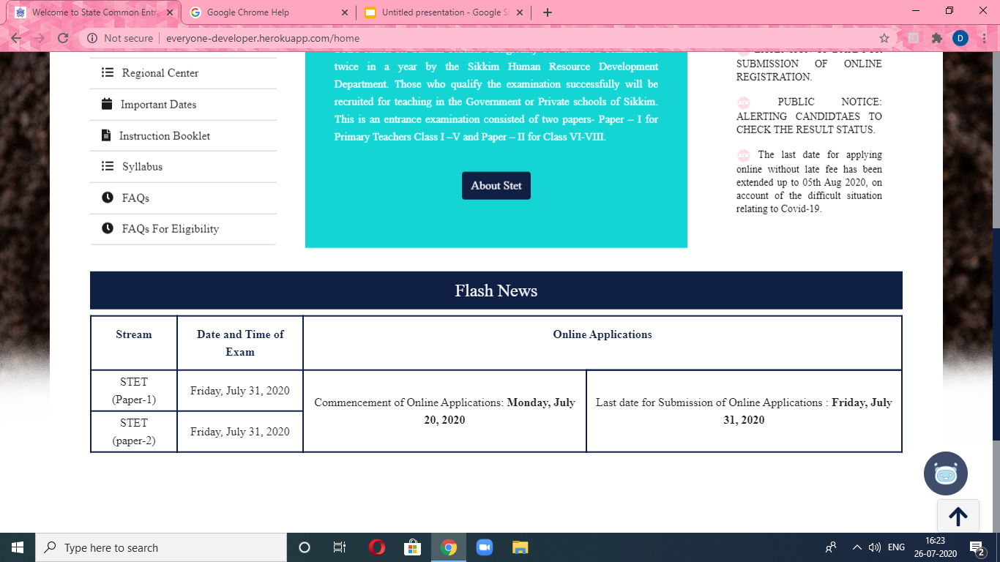 Welcome to State Common Entr
Google Chrome Help
Untitled presentation - Google Sl
Not secure
everyone-developer.herokuapp.com/home
D
Regional Center
Important Dates
Instruction Booklet
Syllabus
FAQs
FAQs For Eligibility
twice in a year by the Sikkim Human Resource Development
Department. Those who qualify the examination successfully will be
recruited for teaching in the Government or Private schools of Sikkim.
This is an entrance examination consisted of two papers- Paper – I for
Primary Teachers Class I –V and Paper – II for Class VI-VIII.
About Stet
SUBMISSION OF ONLINE
REGISTRATION.
NEW PUBLIC NOTICE:
ALERTING CANDIDTAES TO
CHECK THE RESULT STATUS.
NEW The last date for applying
online without late fee has been
extended up to 05th Aug 2020, on
account of the difficult situation
relating to Covid-19.
Flash News
Stream
Date and Time of
Exam
Online Applications
STET
(Paper-1)
Friday, July 31, 2020
STET
(paper-2)
Friday, July 31, 2020
Commencement of Online Applications: Monday, July
20, 2020
Last date for Submission of Online Applications : Friday, July
31, 2020
Type here to search
ENG
16:23
26-07-2020
2